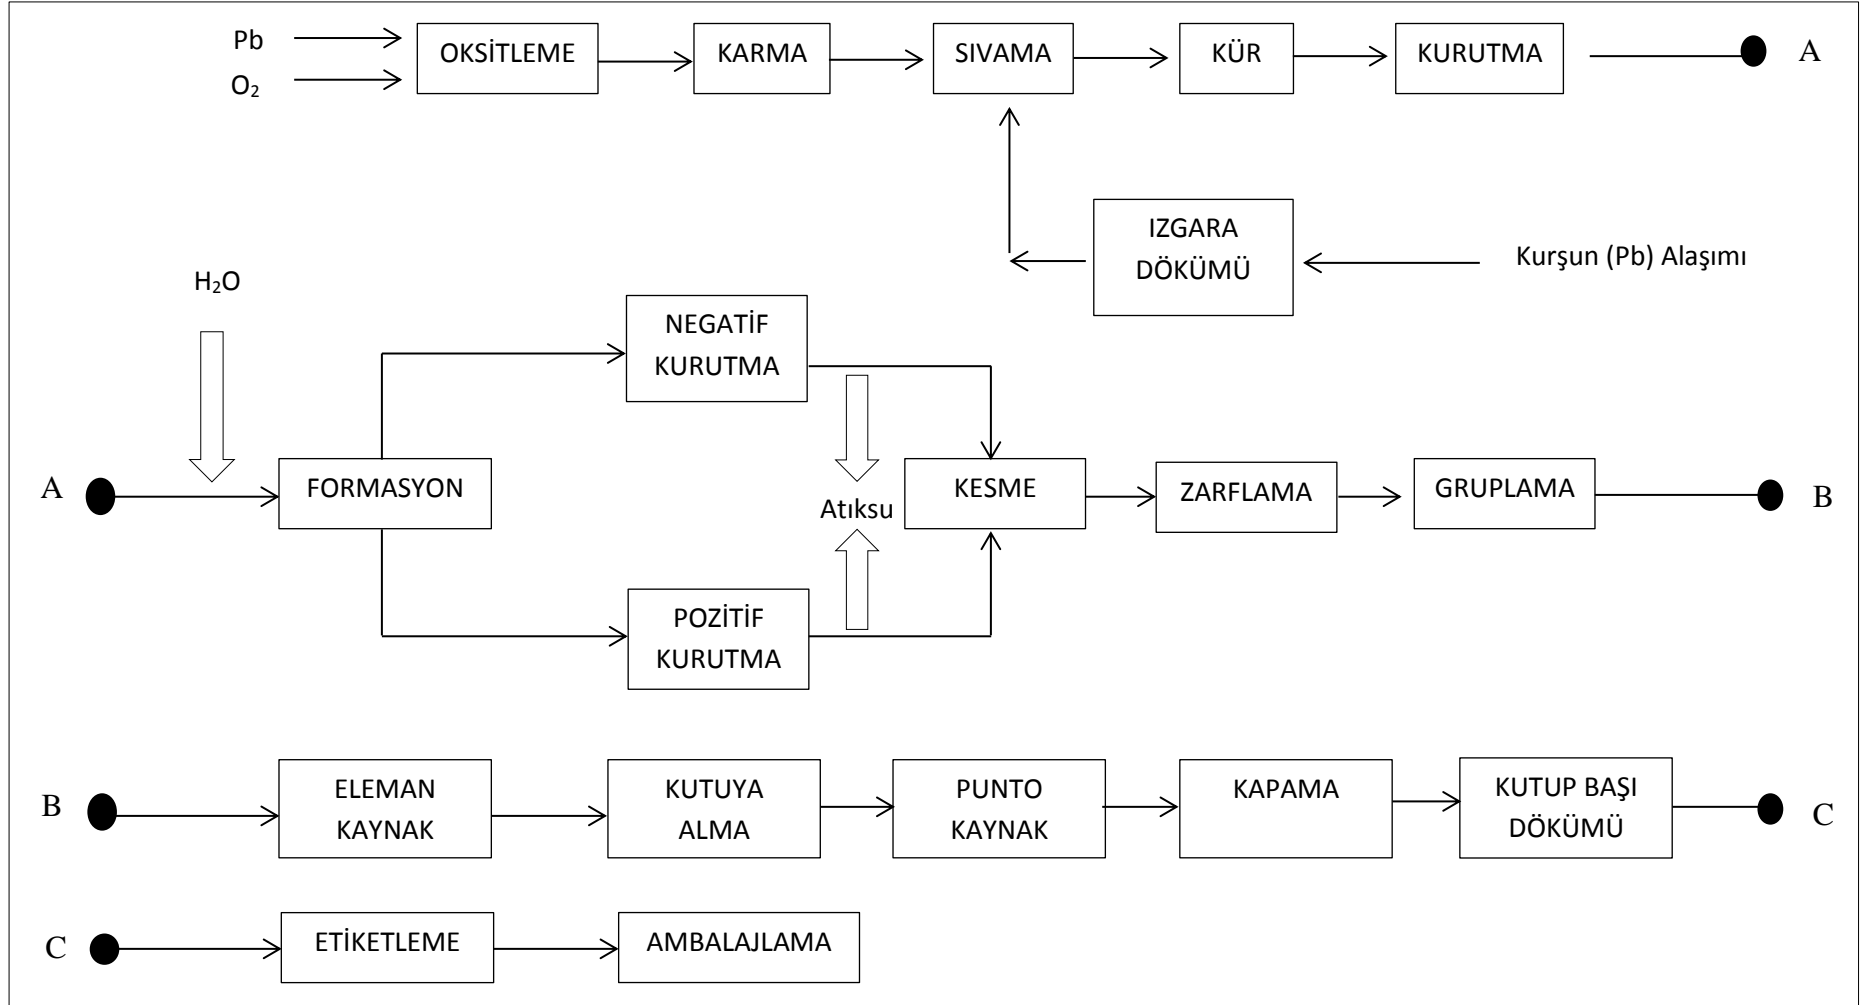 Pb
O₂
OKSİTLEME
KARMA
SIVAMA
KÜR
KURUTMA
A
IZGARA
DÖKÜMÜ
Kurşun (Pb) Alaşımı
H₂O
NEGATİF
KURUTMA
A
FORMASYON
Atıksu
KESME
ZARFLAMA
GRUPLAMA
B
POZİTİF
KURUTMA
B
ELEMAN
KAYNAK
KUTUYA
ALMA
PUNTO
KAYNAK
KAPAMA
KUTUP BAŞI
DÖKÜMÜ
C
C
ETİKETLEME
AMBALAJLAMA